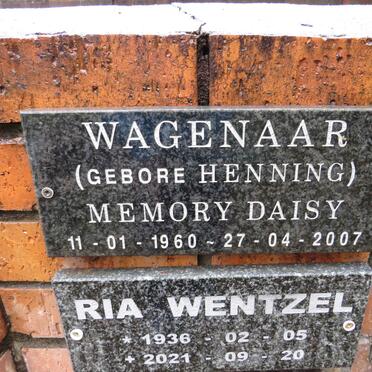 WAGENAAR
(GEBORE HENNING)
MEMORY DAISY
11 - 01 - 1960 ~ 27 - 04 - 2007
RIA WENTZEL
* 1936 - 02 - 05
+ 2021 - 09 - 20